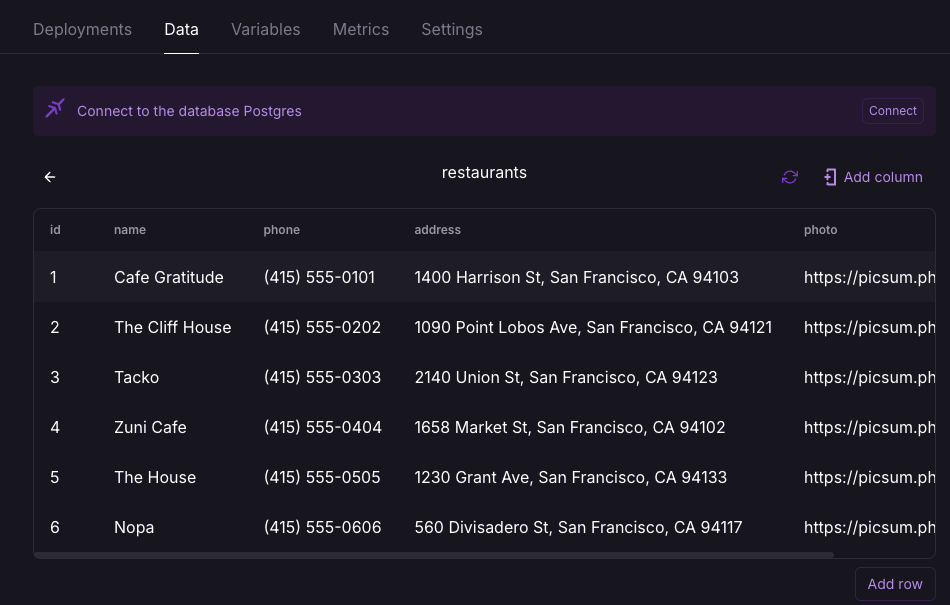 Deployments Data Variables Metrics Settings
Connect to the database Postgres Connect
restaurants Add column
id name phone address photo
1 Cafe Gratitude (415) 555-0101 1400 Harrison St, San Francisco, CA 94103 https://picsum.ph
2 The Cliff House (415) 555-0202 1090 Point Lobos Ave, San Francisco, CA 94121 https://picsum.ph
3 Tacko (415) 555-0303 2140 Union St, San Francisco, CA 94123 https://picsum.ph
4 Zuni Cafe (415) 555-0404 1658 Market St, San Francisco, CA 94102 https://picsum.ph
5 The House (415) 555-0505 1230 Grant Ave, San Francisco, CA 94133 https://picsum.ph
6 Nopa (415) 555-0606 560 Divisadero St, San Francisco, CA 94117 https://picsum.ph
Add row